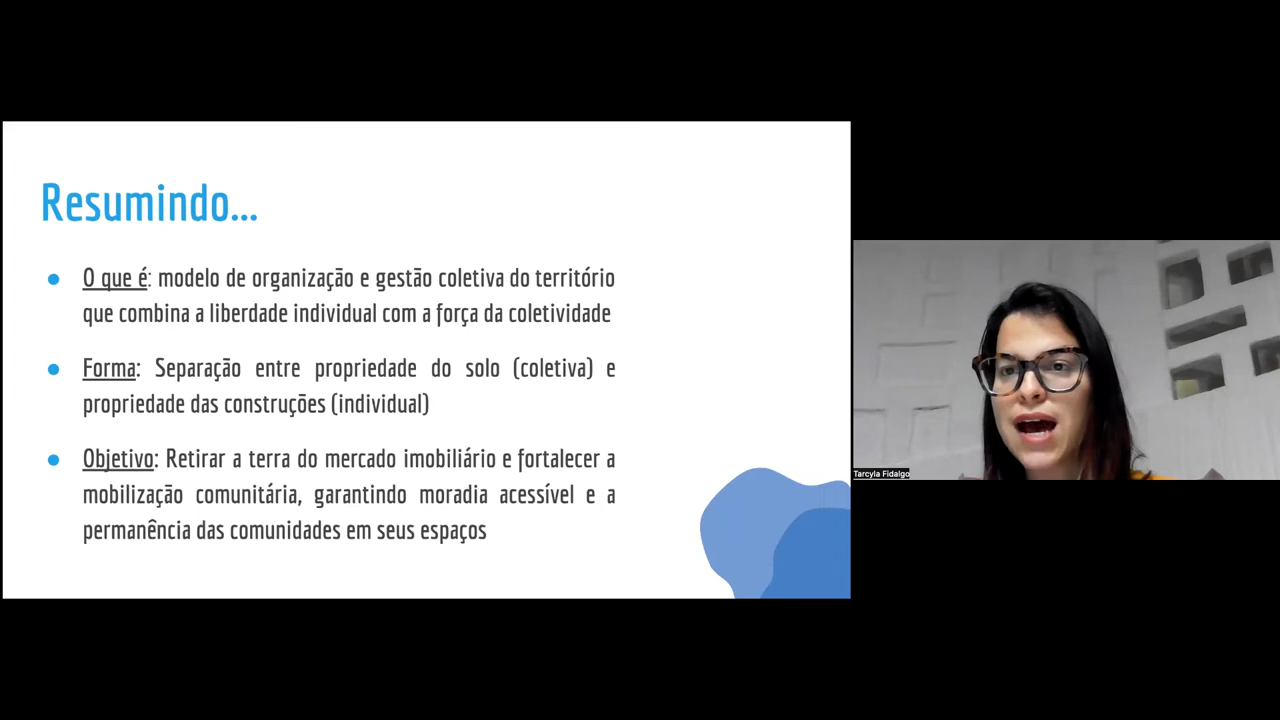 Resumindo...
● O que é: modelo de organização e gestão coletiva do território
que combina a liberdade individual com a força da coletividade
● Forma: Separação entre propriedade do solo (coletiva) e
propriedade das construções (individual)
● Objetivo: Retirar a terra do mercado imobiliário e fortalecer a
mobilização comunitária, garantindo moradia acessível e a
permanência das comunidades em seus espaços
Tarcyla Fidalgo